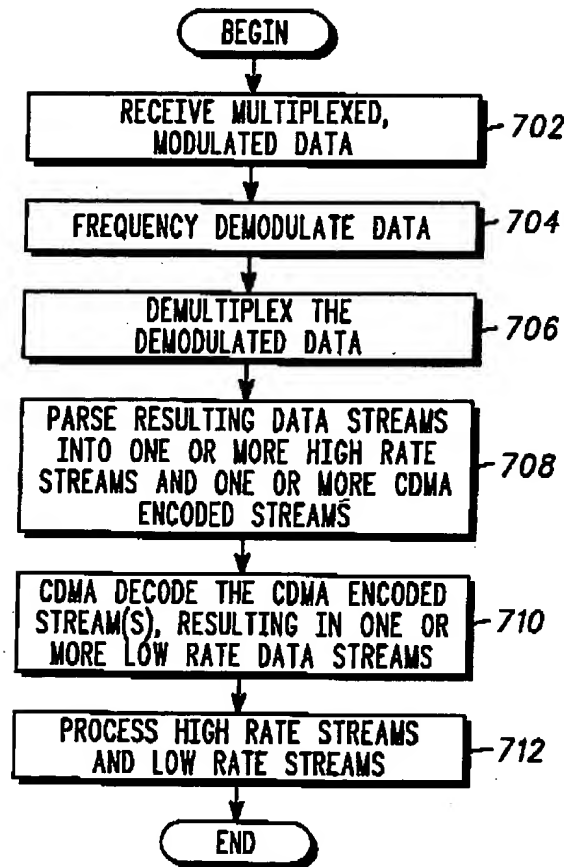 BEGIN
RECEIVE MULTIPLEXED,
MODULATED DATA
702
FREQUENCY DEMODULATE DATA
704
DEMULTIPLEX THE
DEMODULATED DATA
706
PARSE RESULTING DATA STREAMS
INTO ONE OR MORE HIGH RATE
STREAMS AND ONE OR MORE CDMA
ENCODED STREAMS
708
CDMA DECODE THE CDMA ENCODED
STREAM(S), RESULTING IN ONE OR
MORE LOW RATE DATA STREAMS
710
PROCESS HIGH RATE STREAMS
AND LOW RATE STREAMS
712
END